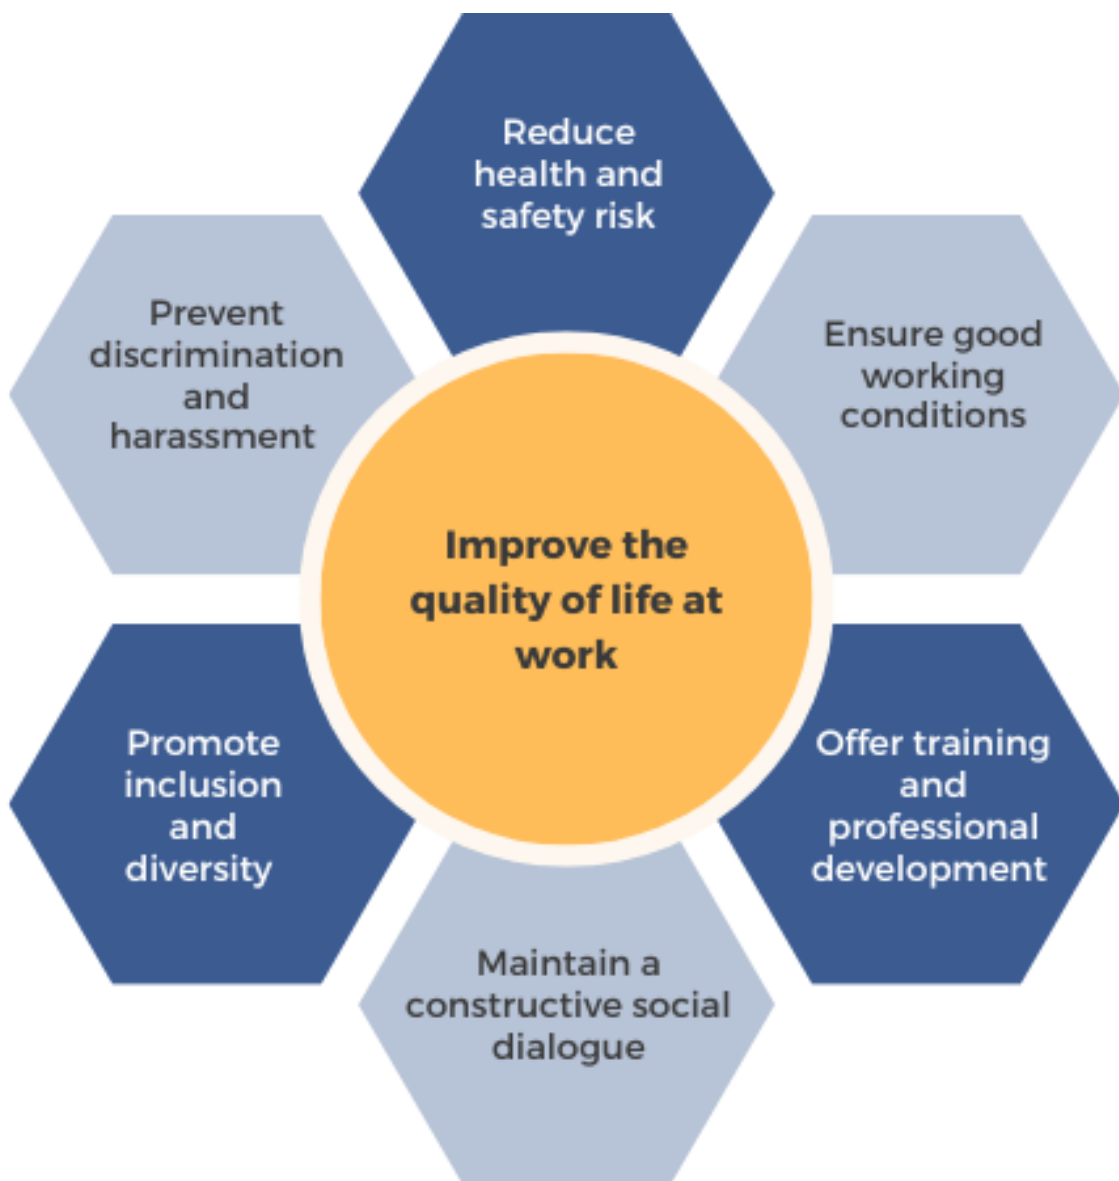 Reduce
health and
safety risk
Prevent
discrimination
and
harassment
Ensure good
working
conditions
Improve the
quality of life at
work
Promote
inclusion
and
diversity
Offer training
and
professional
development
Maintain a
constructive social
dialogue